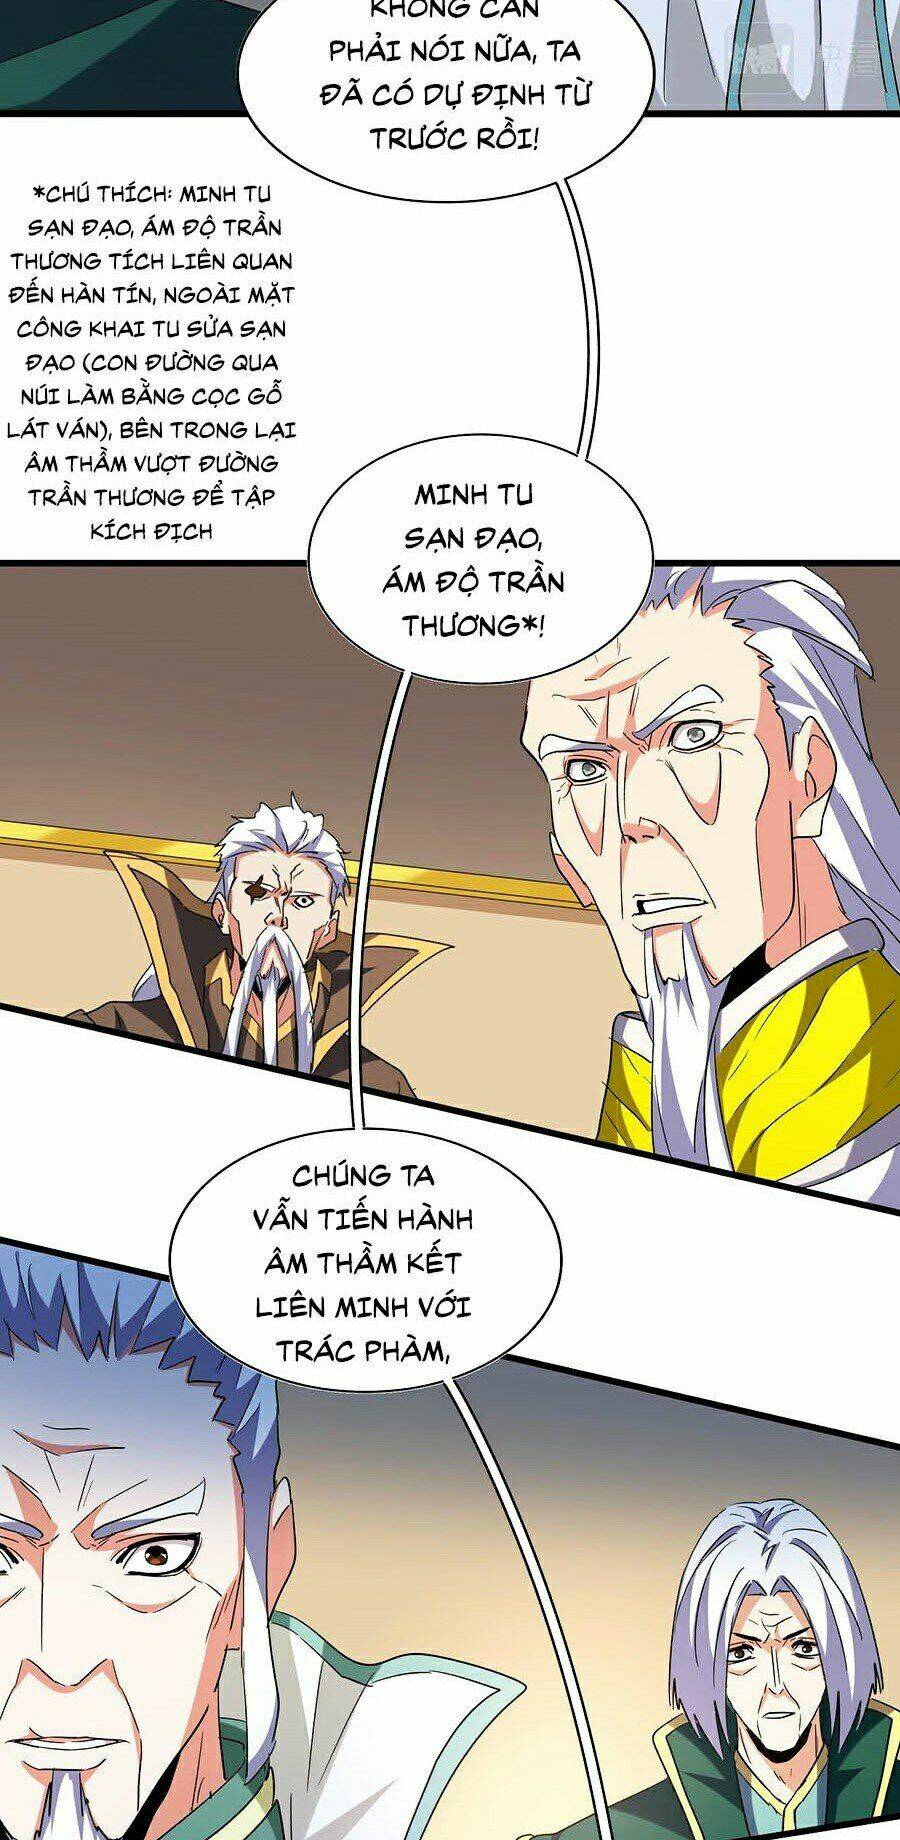 KHÔNG CẦN
PHẢI NÓI NỮA, TA
ĐÃ CÓ DỰ ĐỊNH TỪ
TRƯỚC RỒI!
快看
*CHÚ THÍCH: MINH TU
SẠN ĐẠO, ÁM ĐỘ TRẦN
THƯƠNG TÍCH LIÊN QUAN
ĐẾN HÀN TÍN, NGOÀI MẶT
CÔNG KHAI TU SỬA SẠN
ĐẠO (CON ĐƯỜNG QUA
NÚI LÀM BẰNG CỌC GỖ
LÁT VÁN), BÊN TRONG LẠI
ÂM THẦM VƯỢT ĐƯỜNG
TRẦN THƯƠNG ĐỂ TẬP
KÍCH ĐỊCH
MINH TU
SẠN ĐẠO,
ÁM ĐỘ TRẦN
THƯƠNG*!
CHÚNG TA
VẪN TIẾN HÀNH
ÂM THẦM KẾT
LIÊN MINH VỚI
TRÁC PHÀM,